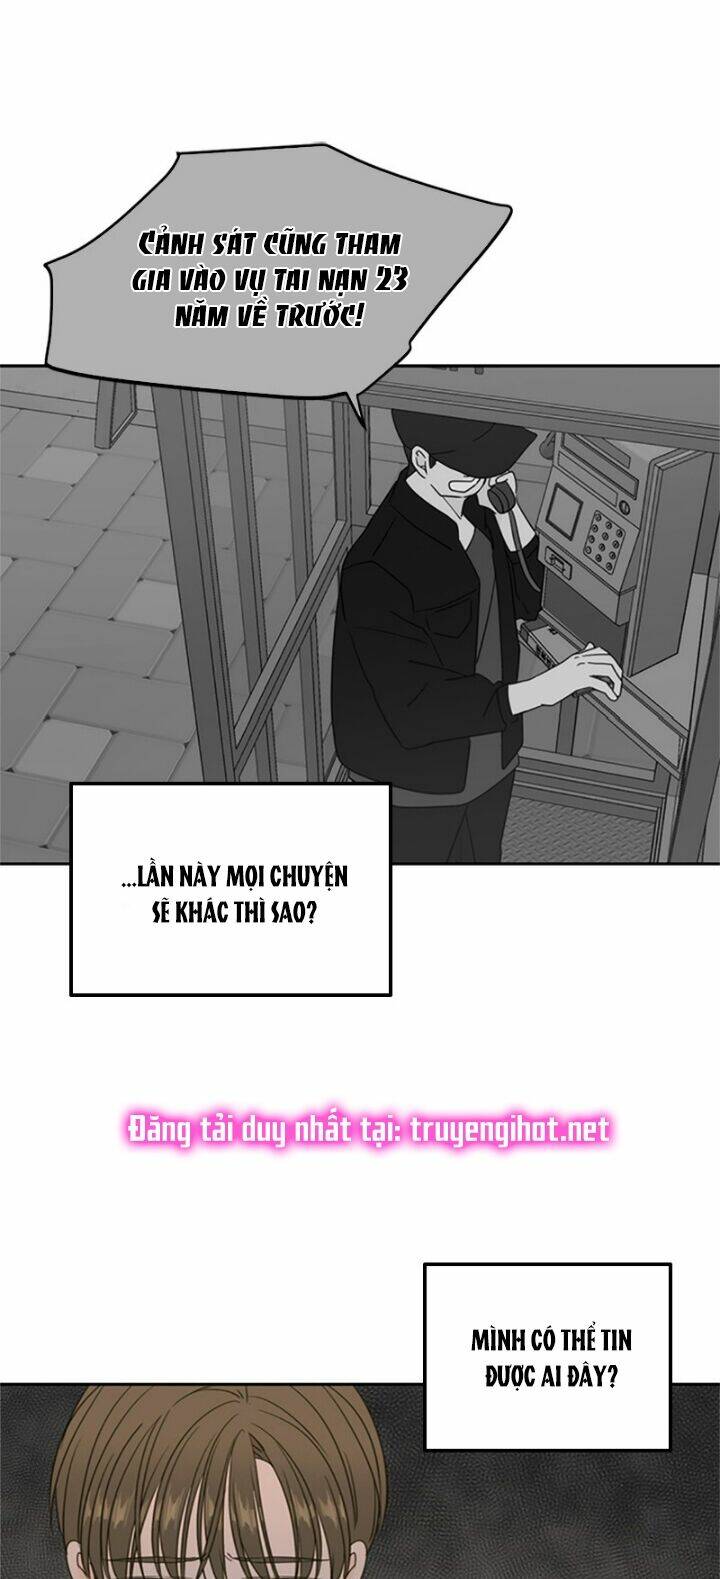 CẢNH SÁT CŨNG THAM
GIA VÀO VỤ TAI NẠN 23
NĂM VỀ TRƯỚC!
...LẦN NÀY MỌI CHUYỆN
SẼ KHÁC THÌ SAO?
Đăng tải duy nhất tại: truyengihot.net
MÌNH CÓ THỂ TIN
ĐƯỢC AI ĐÂY?